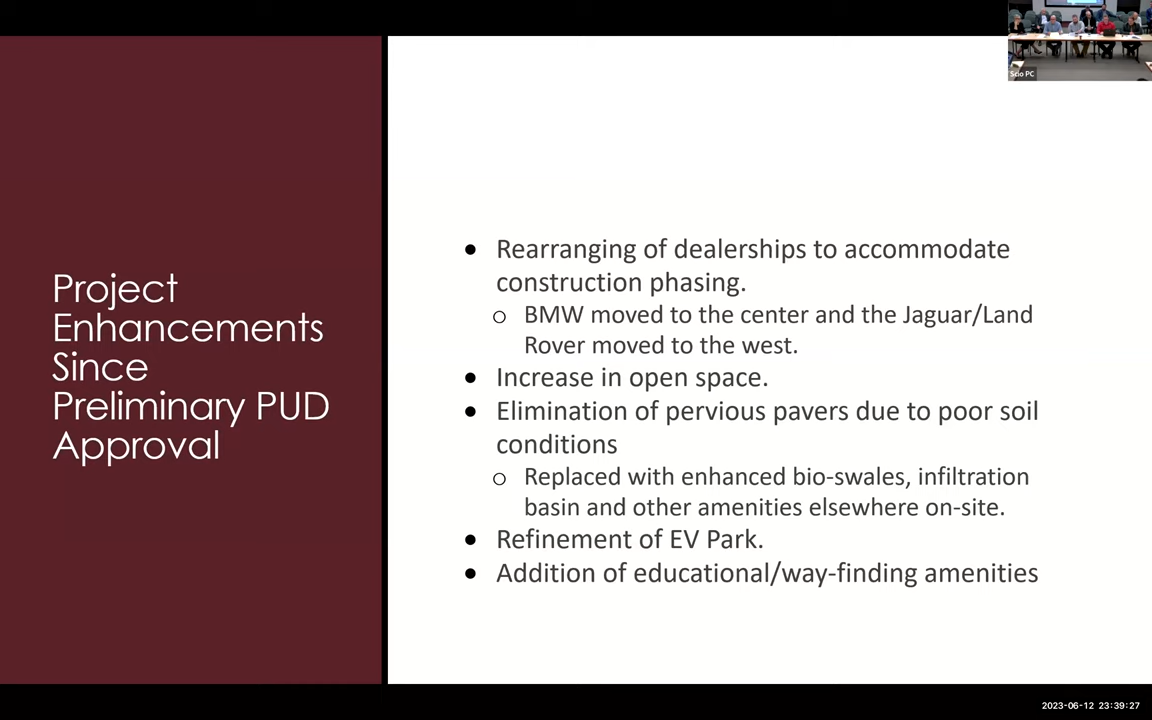 Scio PC
Project
Enhancements
Since
Preliminary PUD
Approval
● Rearranging of dealerships to accommodate
construction phasing.
o BMW moved to the center and the Jaguar/Land
Rover moved to the west.
● Increase in open space.
● Elimination of pervious pavers due to poor soil
conditions
o Replaced with enhanced bio-swales, infiltration
basin and other amenities elsewhere on-site.
● Refinement of EV Park.
● Addition of educational/way-finding amenities
2023-06-12 23:39:27